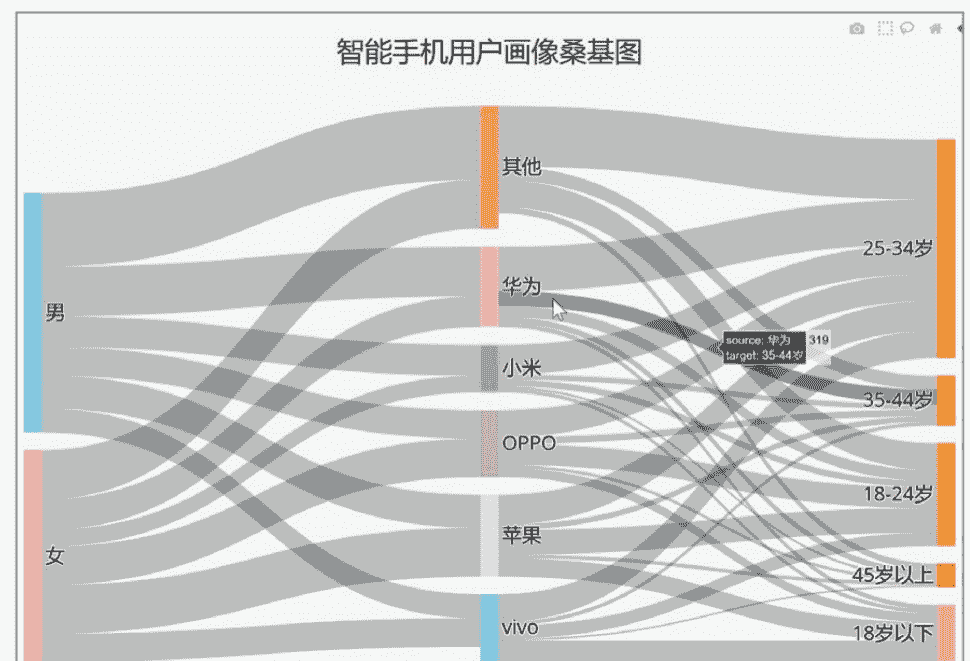 智能手机用户画像桑基图
其他
25-34岁
华为
男
source: 华为
target: 35-44岁
319
小米
35-44岁
OPPO
18-24岁
苹果
女
45岁以上
vivo
18岁以下